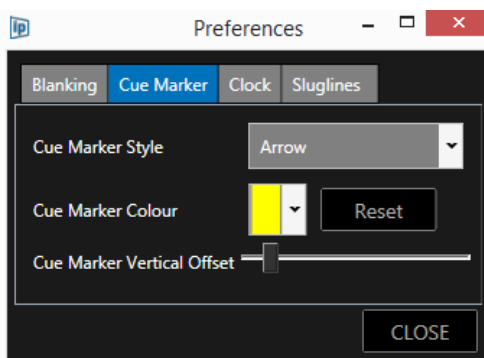 ip Preferences
Blanking Cue Marker Clock Sluglines
Cue Marker Style Arrow
Cue Marker Colour Reset
Cue Marker Vertical Offset
CLOSE